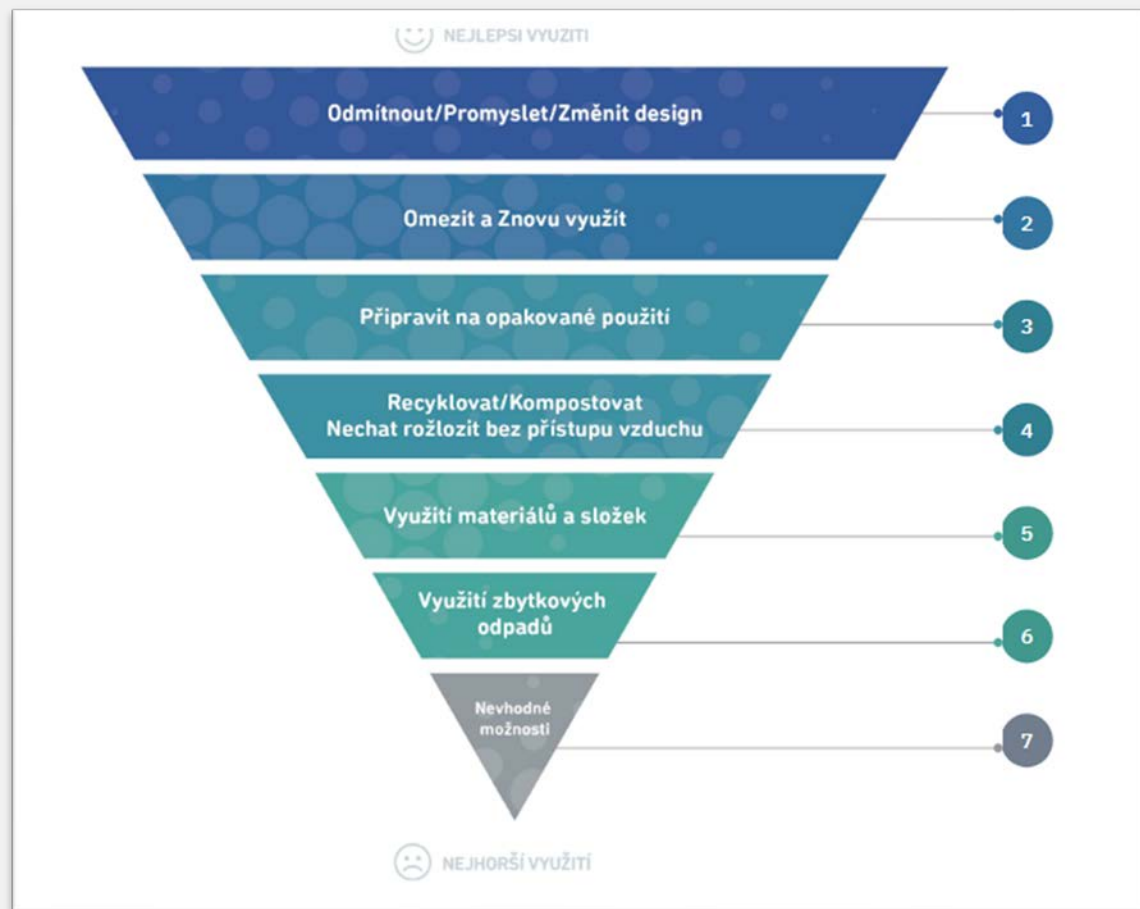 NEJLEPSI VYUZITI
Odmítnout/Promyslet/Změnit design
1
Omezit a Znovu využít
2
Připravit na opakované použití
3
Recyklovat/Kompostovat
Nechat rožlozit bez přístupu vzduchu
4
Využití materiálů a složek
5
Využití zbytkových
odpadů
6
Nevhodné
možnosti
7
NEJHORŠÍ VYUŽITÍ